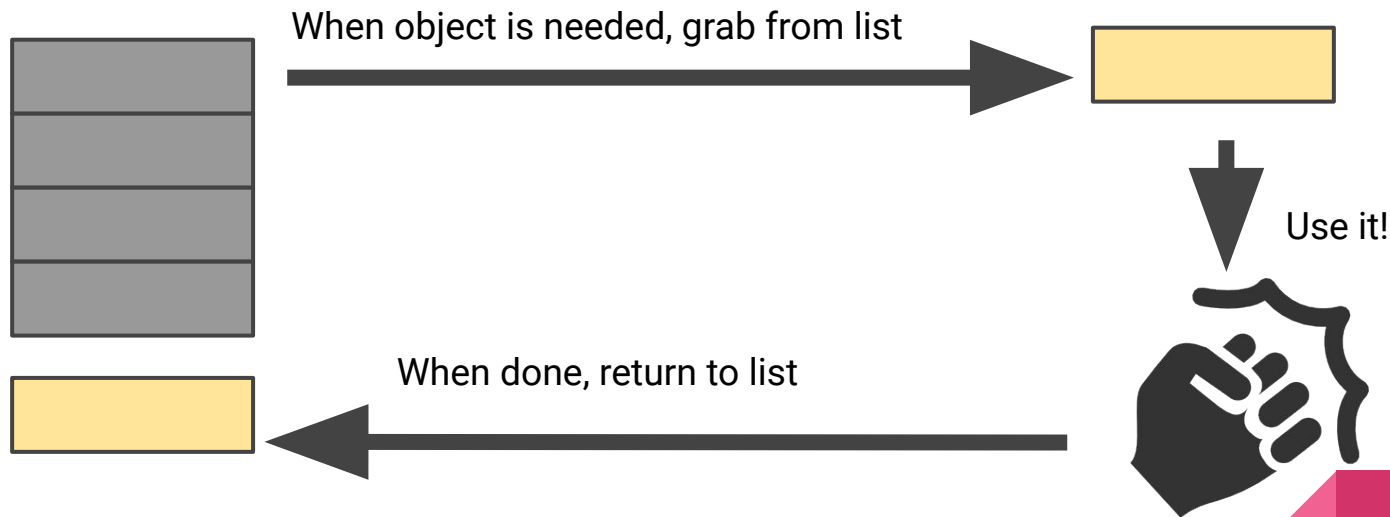 When object is needed, grab from list
Use it!
When done, return to list